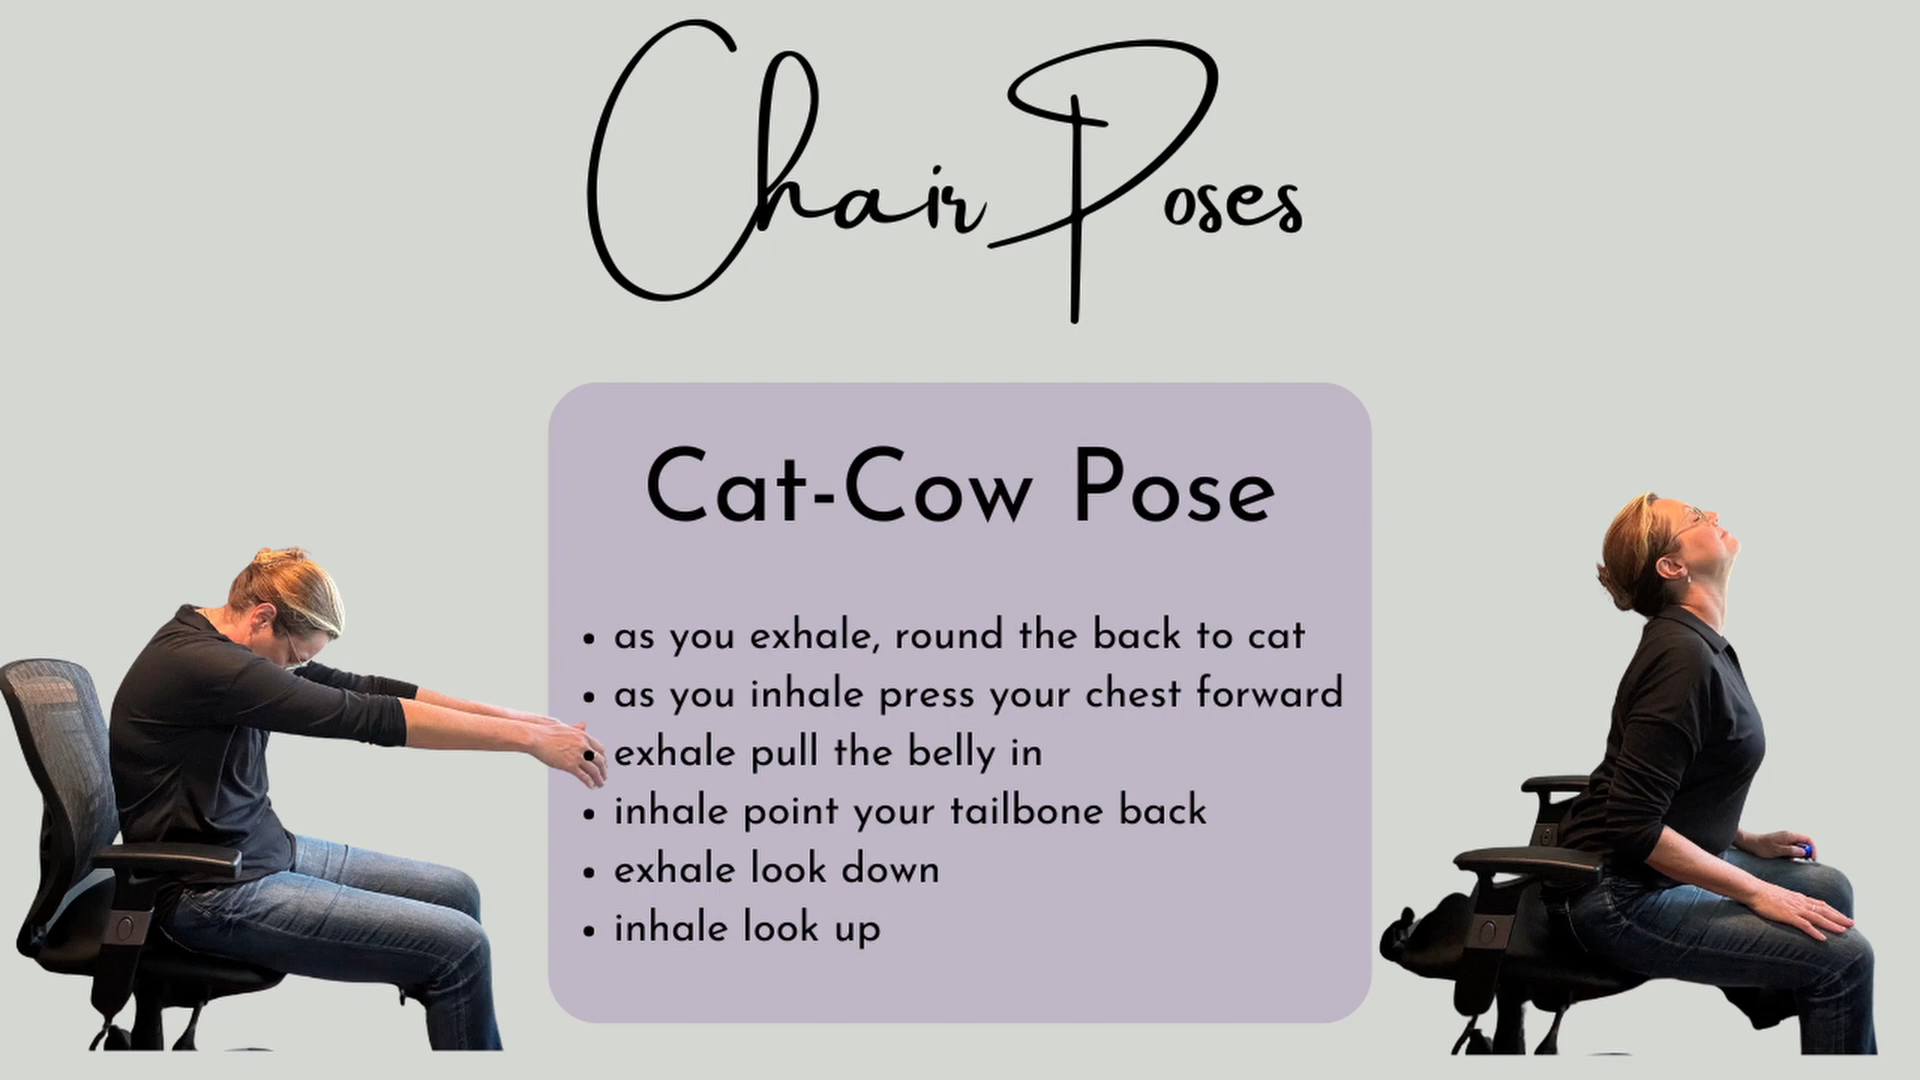 Chair Poses
Cat-Cow Pose
• as you exhale, round the back to cat
• as you inhale press your chest forward
• exhale pull the belly in
• inhale point your tailbone back
• exhale look down
• inhale look up